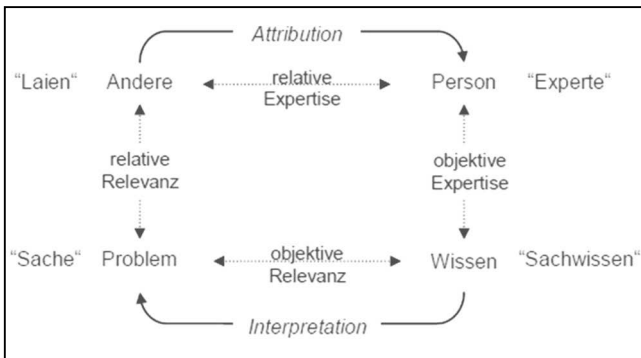 Attribution
"Laien“ Andere relative Person "Experte“
Expertise
relative objektive
Relevanz Expertise
"Sache“ Problem objektive Wissen "Sachwissen“
Relevanz
Interpretation